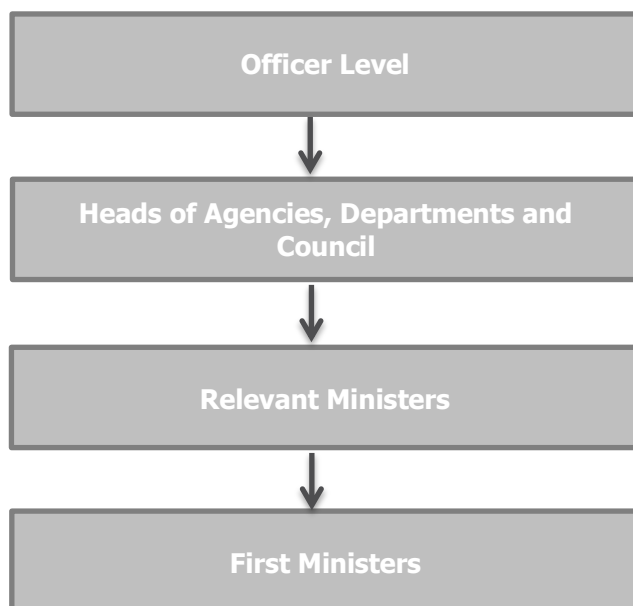 Officer Level
Heads of Agencies, Departments and
Council
Relevant Ministers
First Ministers